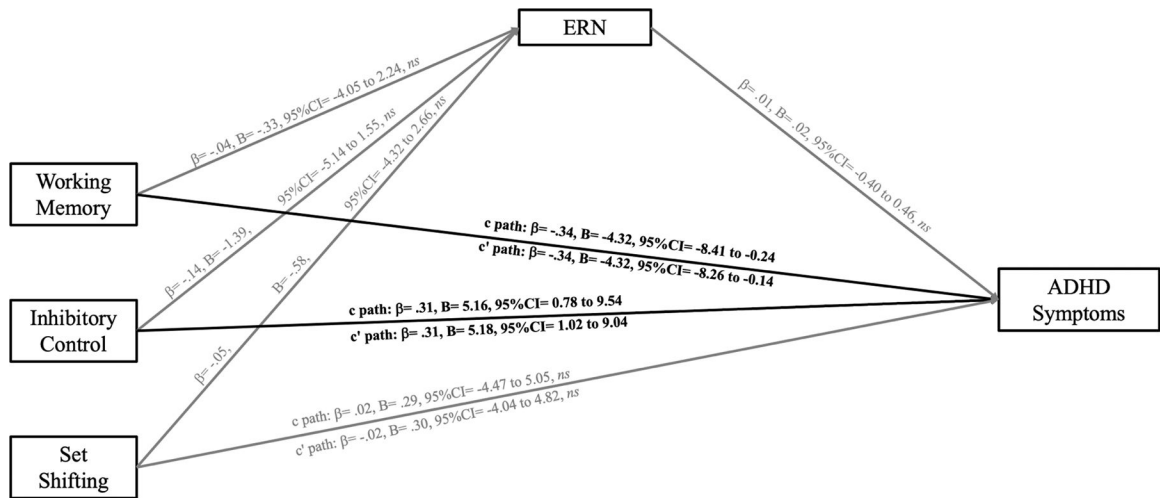 ERN
β= -.04, B= -.33, 95%CI= -4.05 to 2.24, ns
β= .01, B= .02, 95%CI= -0.40 to 0.46, ns
β= -.14, B= -1.39, 95%CI= -5.14 to 1.55, ns
β= -.05, B= -.58, 95%CI= -4.32 to 2.66, ns
Working
Memory
c path: β= -.34, B= -4.32, 95%CI= -8.41 to -0.24
c' path: β= -.34, B= -4.32, 95%CI= -8.26 to -0.14
ADHD
Symptoms
Inhibitory
Control
c path: β= .31, B= 5.16, 95%CI= 0.78 to 9.54
c' path: β= .31, B= 5.18, 95%CI= 1.02 to 9.04
c path: β= .02, B= .29, 95%CI= -4.47 to 5.05, ns
c' path: β= -.02, B= .30, 95%CI= -4.04 to 4.82, ns
Set
Shifting